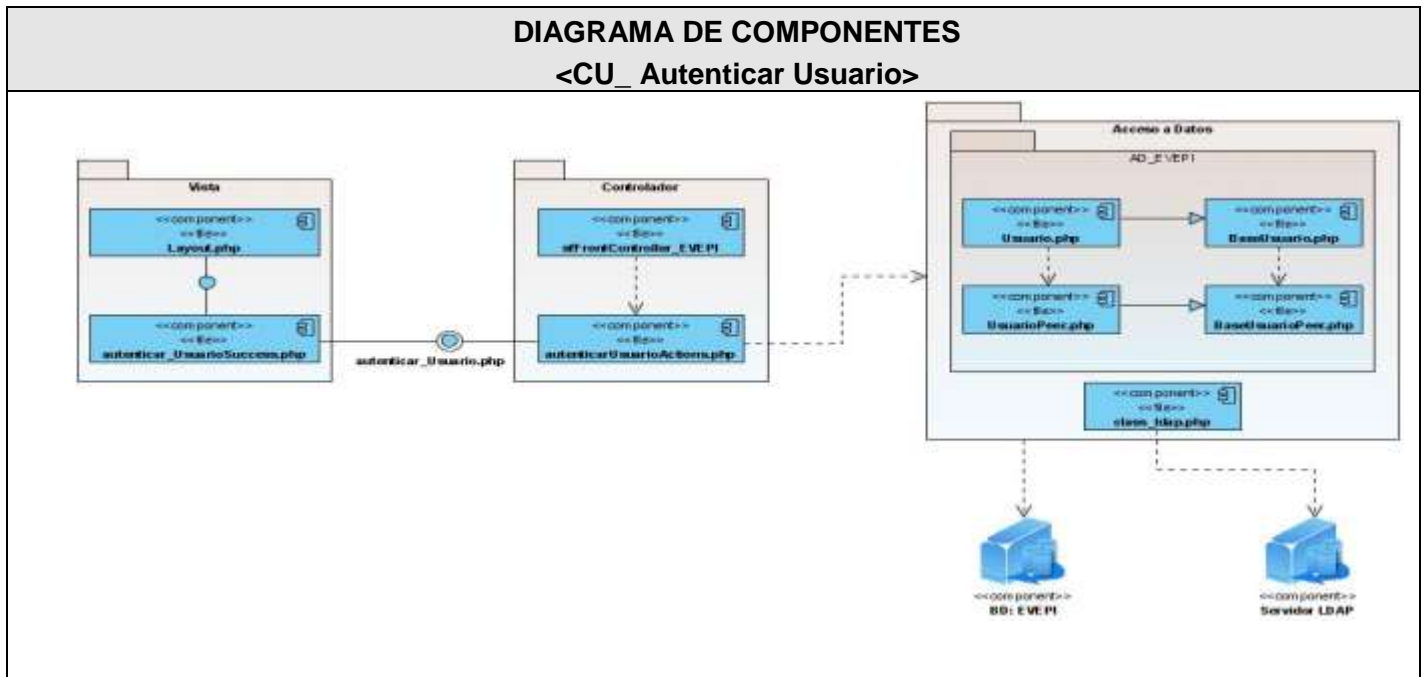 DIAGRAMA DE COMPONENTES
<CU_ Autenticar Usuario>
Vista
<<component>>
<<file>>
Layout.php
<<component>>
<<file>>
autenticar_UsuarioSuccess.php
autenticar_Usuario.php
Controlador
<<component>>
<<file>>
<<component>>
<<file>>
autenticarUsuarioActions.php
Acceso a Datos
AD_EVEPI
<<component>>
<<file>>
Usuario.php
<<component>>
<<file>>
BaseUsuario.php
<<component>>
<<file>>
UsuarioPeer.php
<<component>>
<<file>>
BaseUsuarioPeer.php
<<component>>
<<file>>
class_ldap.php
<<component>>
BD: EVEPI
<<component>>
Servidor LDAP